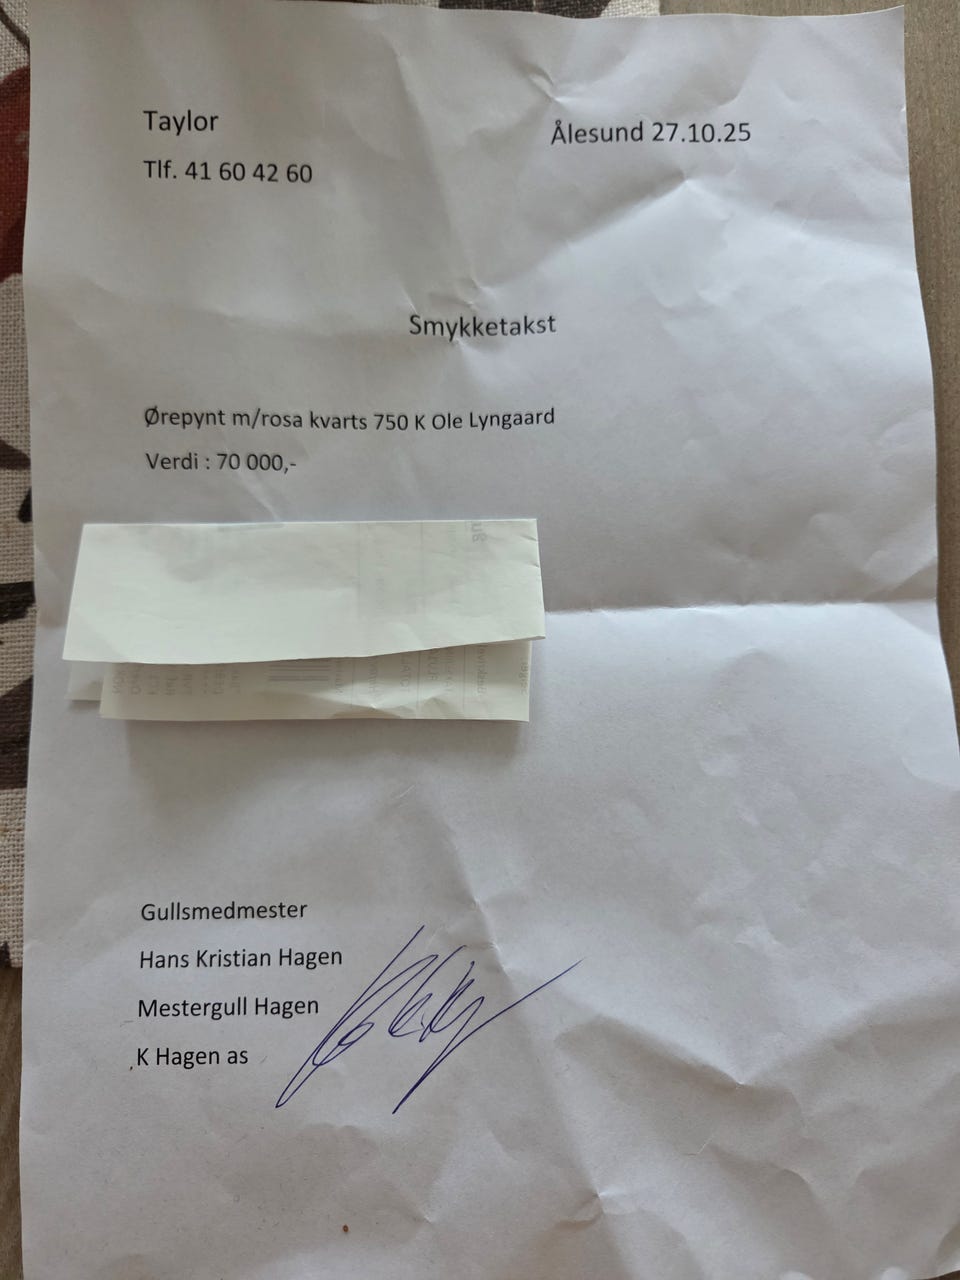 Taylor
Ålesund 27.10.25
Tlf. 41 60 42 60
Smykketakst
Ørepynt m/rosa kvarts 750 K Ole Lyngaard
Verdi : 70 000,-
Gullsmedmester
Hans Kristian Hagen
Mestergull Hagen
K Hagen as